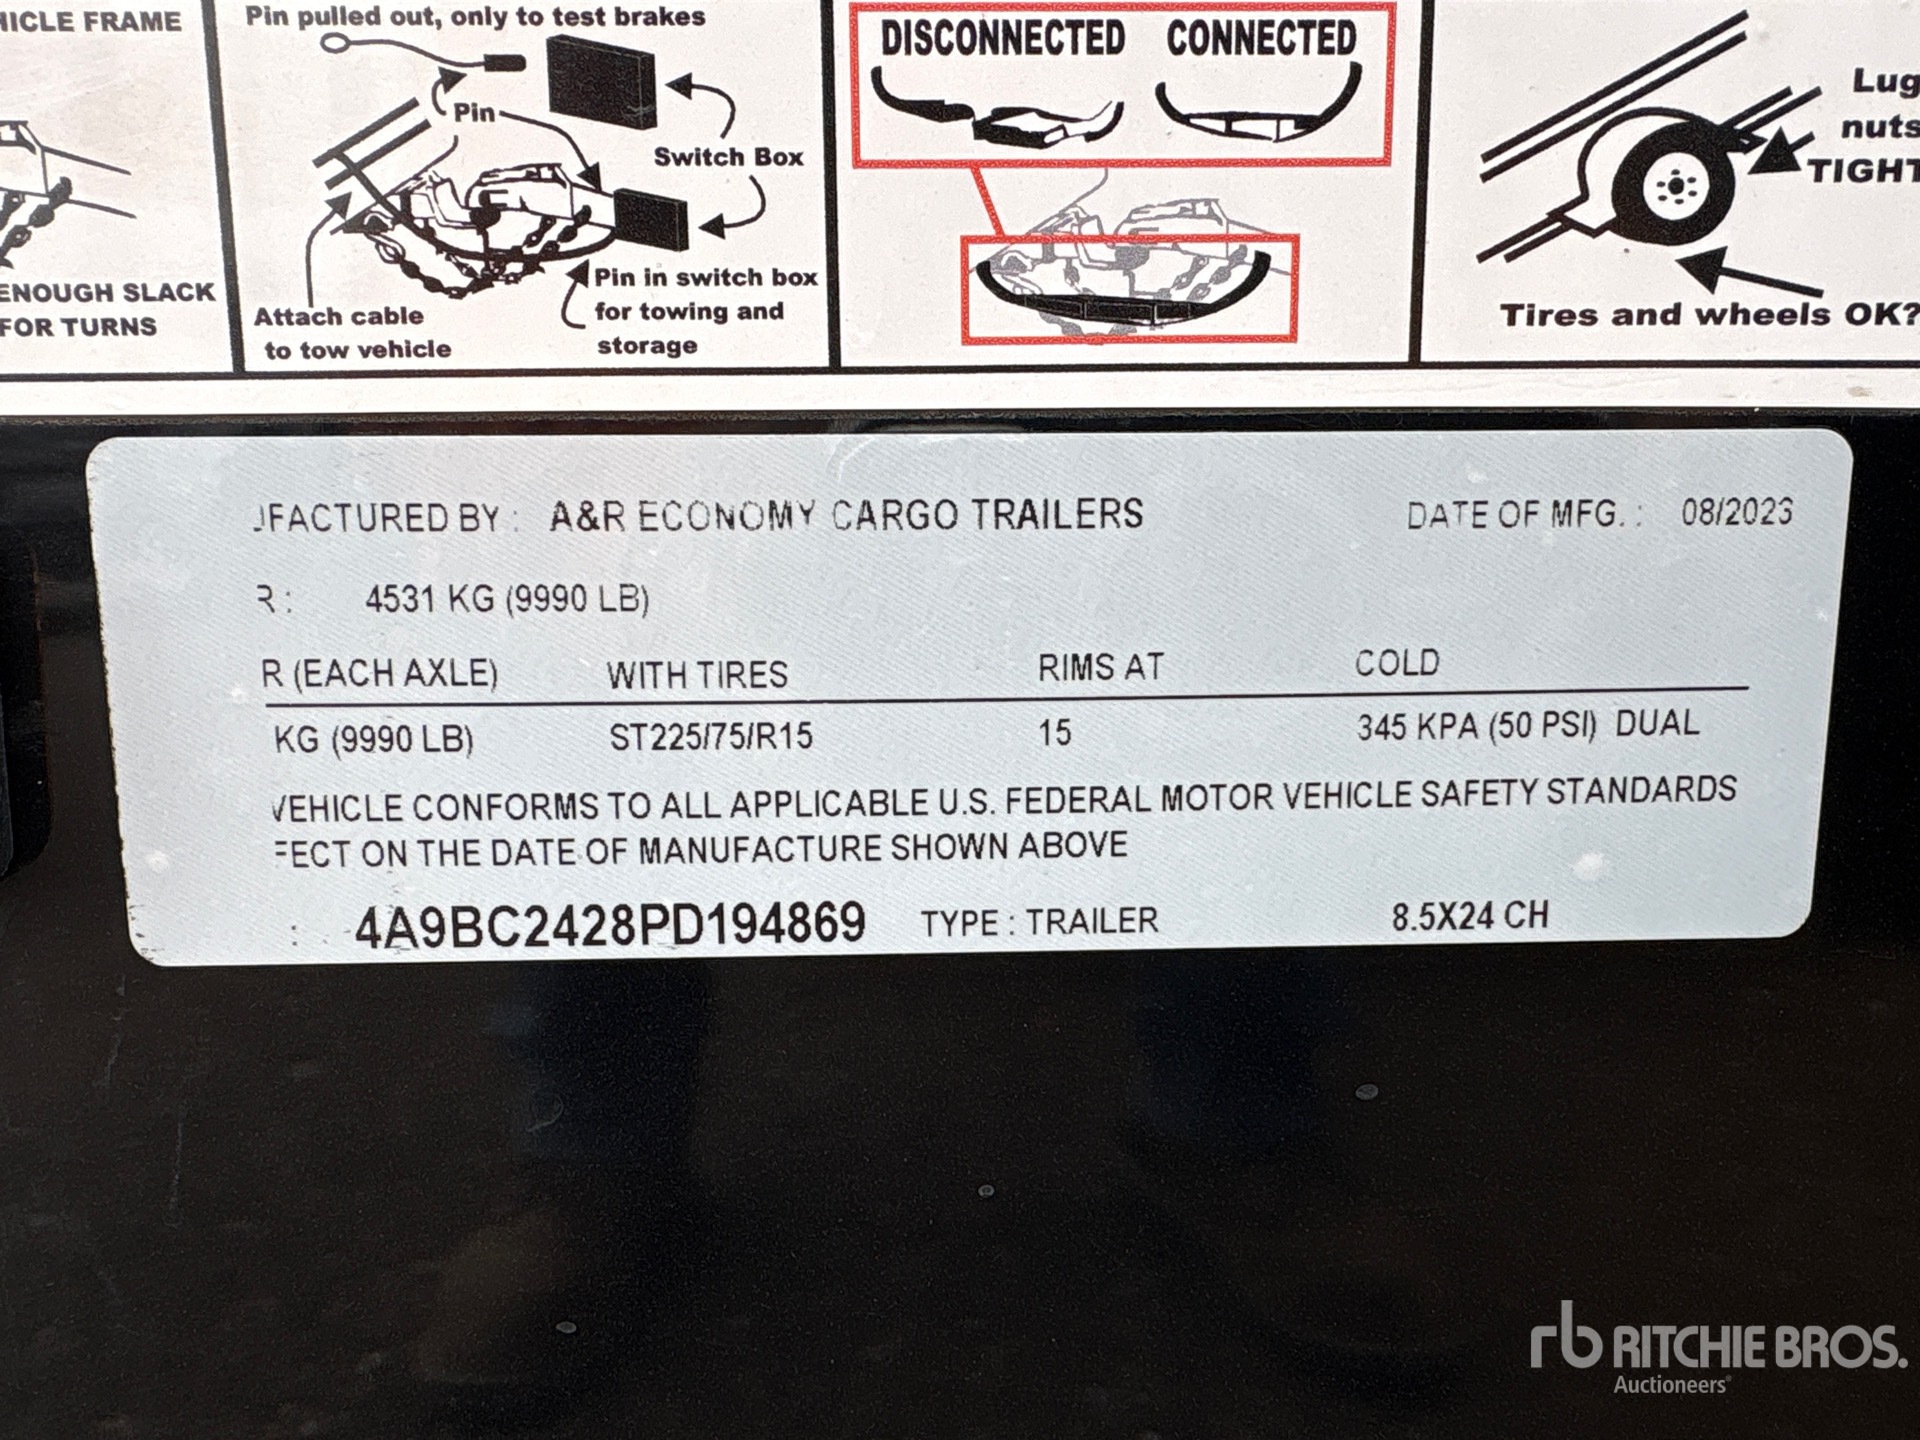 HICLE FRAME
ENOUGH SLACK
FOR TURNS
Pin pulled out, only to test brakes
Pin
Switch Box
Attach cable
to tow vehicle
Pin in switch box
for towing and
storage
DISCONNECTED CONNECTED
Lug
nuts
TIGHT
Tires and wheels OK?
UFACTURED BY : A&R ECONOMY CARGO TRAILERS DATE OF MFG. : 08/2023
R : 4531 KG (9990 LB)
R (EACH AXLE) WITH TIRES RIMS AT COLD
KG (9990 LB) ST225/75/R15 15 345 KPA (50 PSI) DUAL
VEHICLE CONFORMS TO ALL APPLICABLE U.S. FEDERAL MOTOR VEHICLE SAFETY STANDARDS
FECT ON THE DATE OF MANUFACTURE SHOWN ABOVE
: 4A9BC2428PD194869 TYPE : TRAILER 8.5X24 CH
rb RITCHIE BROS.
Auctioneers